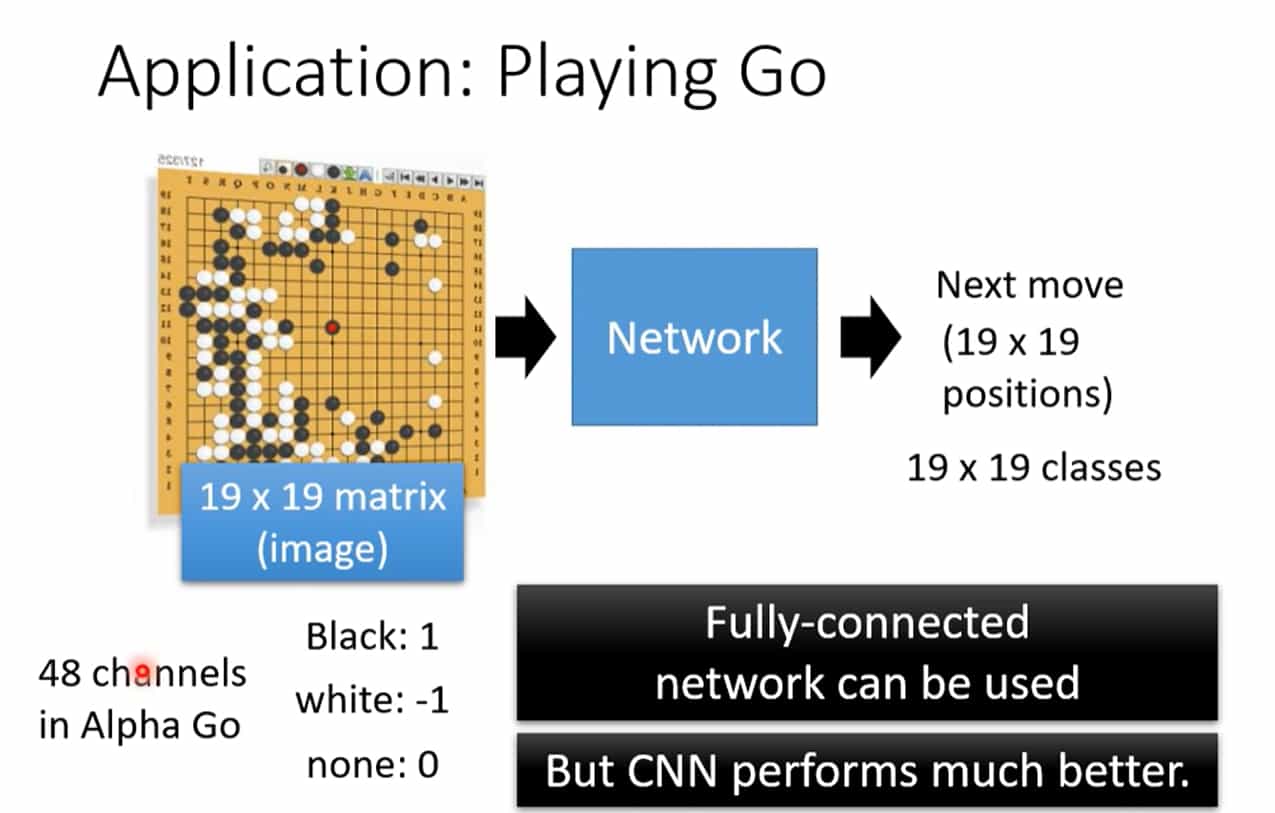 Application: Playing Go
127/325
19 x 19 matrix
(image)
Network
Next move
(19 x 19
positions)
19 x 19 classes
48 channels
in Alpha Go
Black: 1
white: -1
none: 0
Fully-connected
network can be used
But CNN performs much better.